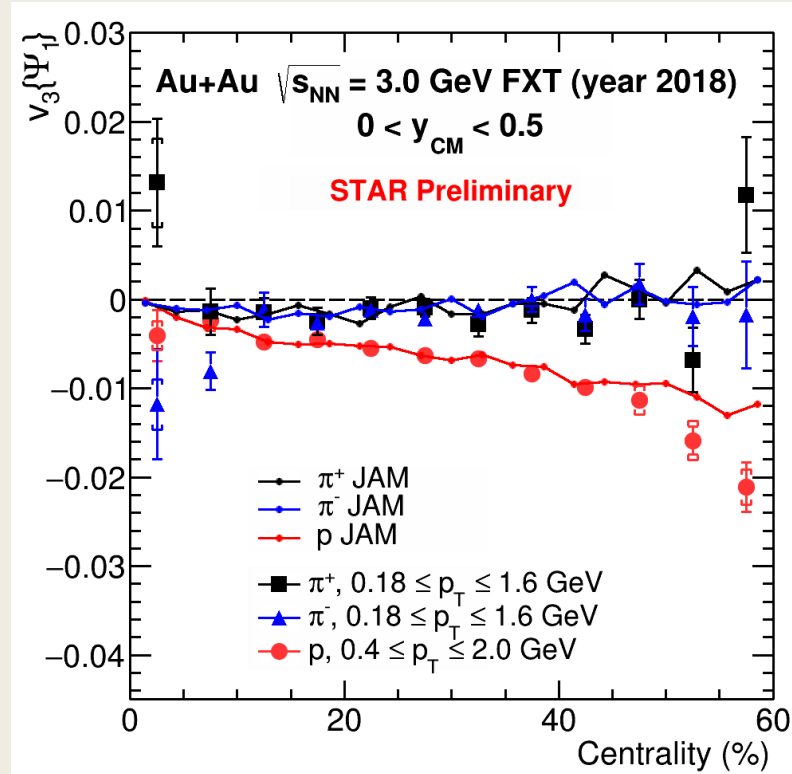 v₃{Ψ₁}
0.03
0.02
0.01
0
−0.01
−0.02
−0.03
−0.04
Au+Au √sNN = 3.0 GeV FXT (year 2018)
0 < yCM < 0.5
STAR Preliminary
π⁺ JAM
π⁻ JAM
p JAM
π⁺, 0.18 ≤ pT ≤ 1.6 GeV
π⁻, 0.18 ≤ pT ≤ 1.6 GeV
p, 0.4 ≤ pT ≤ 2.0 GeV
0 20 40 60
Centrality (%)